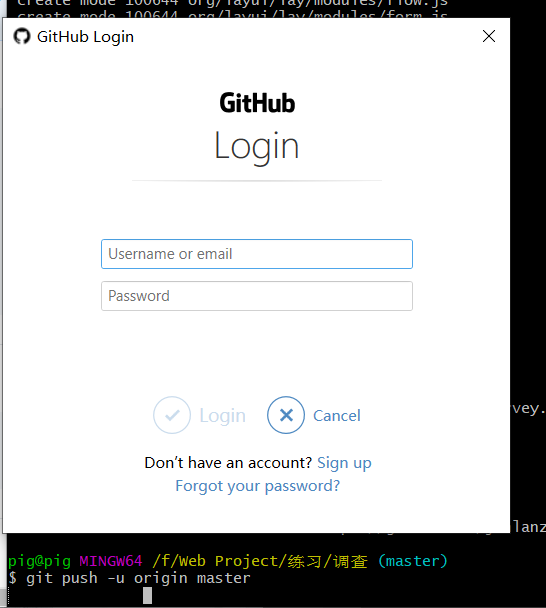 create mode 100644 org/layui/lay/modules/flow.js
create mode 100644 org/layui/lay/modules/form.js
GitHub Login
GitHub
Login
Username or email
Password
vey.
Login
Cancel
Don't have an account? Sign up
Forgot your password?
lanz
pig@pig MINGW64 /f/Web Project/练习/调查 (master)
$ git push -u origin master